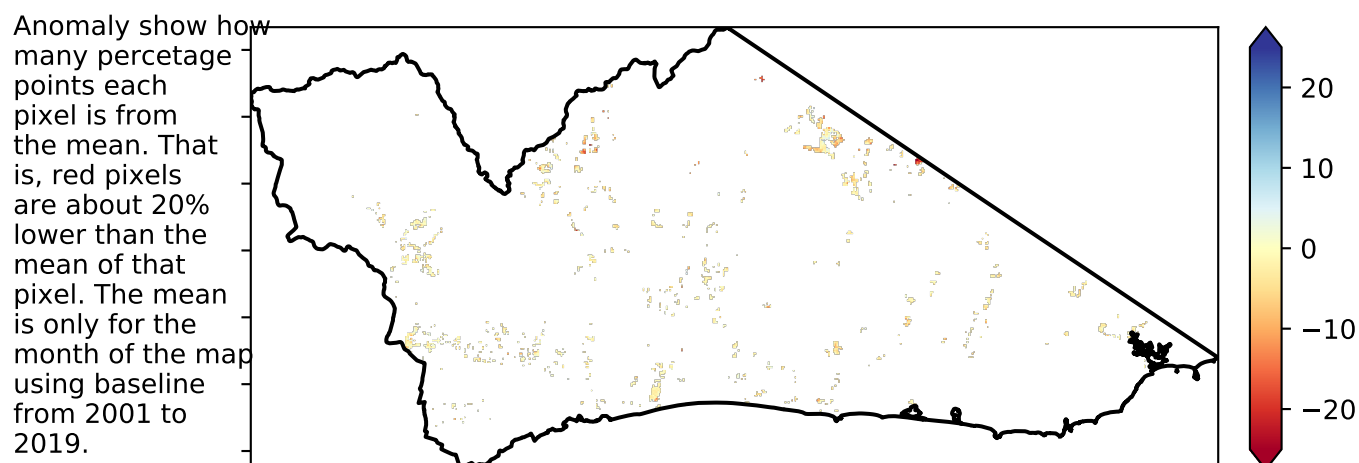 Anomaly show how
many percetage
points each
pixel is from
the mean. That
is, red pixels
are about 20%
lower than the
mean of that
pixel. The mean
is only for the
month of the map
using baseline
from 2001 to
2019.
20
10
0
−10
−20